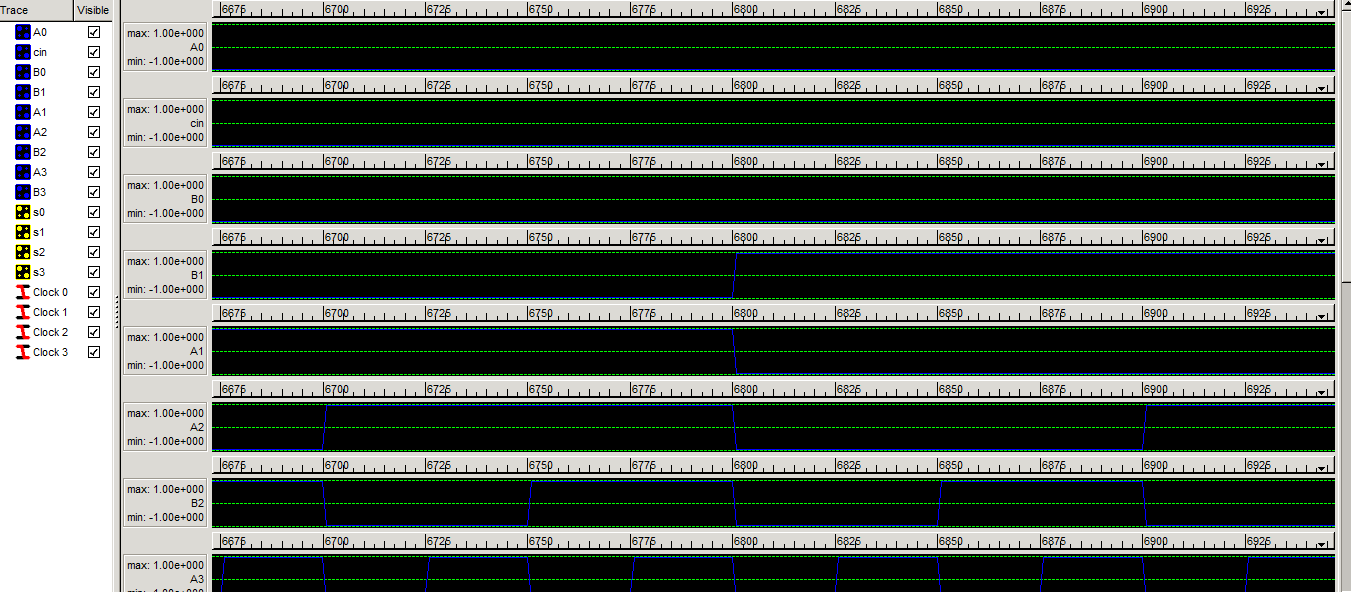 Trace Visible
A0
cin
B0
B1
A1
A2
B2
A3
B3
s0
s1
s2
s3
Clock 0
Clock 1
Clock 2
Clock 3
6675 6700 6725 6750 6775 6800 6825 6850 6875 6900 6925
max: 1.00e+000
A0
min: -1.00e+000
6675 6700 6725 6750 6775 6800 6825 6850 6875 6900 6925
max: 1.00e+000
cin
min: -1.00e+000
6675 6700 6725 6750 6775 6800 6825 6850 6875 6900 6925
max: 1.00e+000
B0
min: -1.00e+000
6675 6700 6725 6750 6775 6800 6825 6850 6875 6900 6925
max: 1.00e+000
B1
min: -1.00e+000
6675 6700 6725 6750 6775 6800 6825 6850 6875 6900 6925
max: 1.00e+000
A1
min: -1.00e+000
6675 6700 6725 6750 6775 6800 6825 6850 6875 6900 6925
max: 1.00e+000
A2
min: -1.00e+000
6675 6700 6725 6750 6775 6800 6825 6850 6875 6900 6925
max: 1.00e+000
B2
min: -1.00e+000
6675 6700 6725 6750 6775 6800 6825 6850 6875 6900 6925
max: 1.00e+000
A3